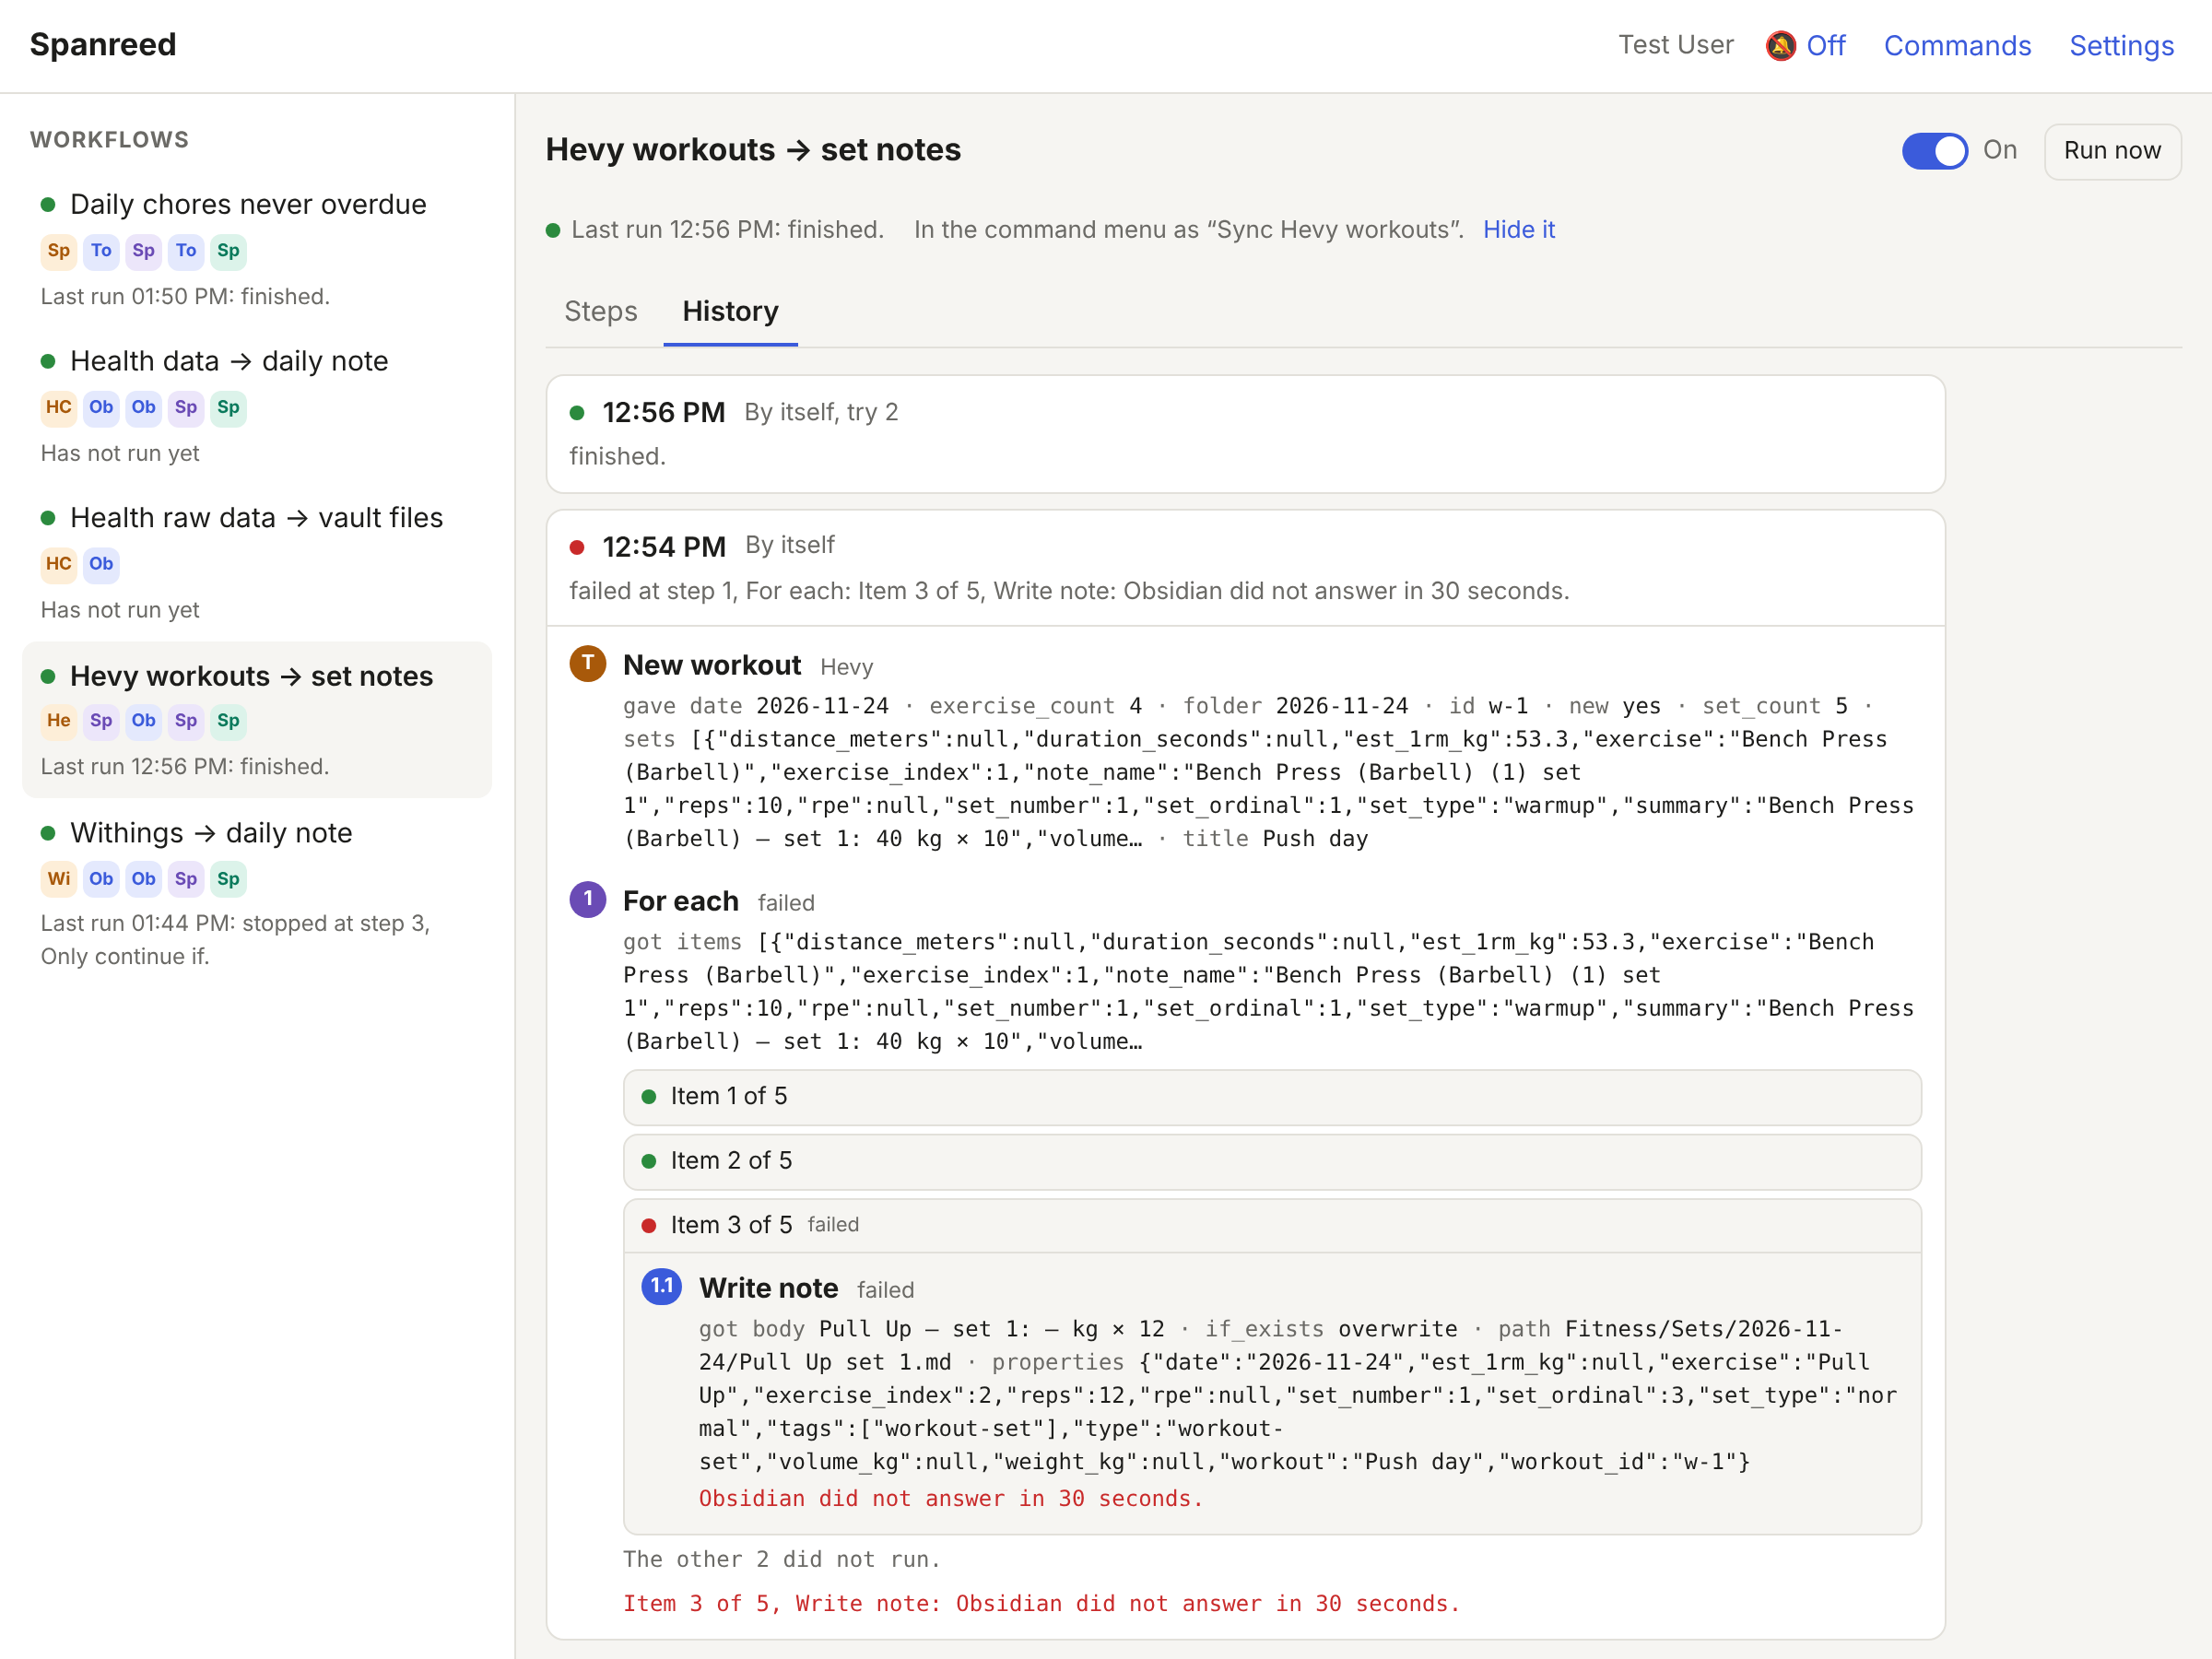 Spanreed
Test User
Off
Commands
Settings
WORKFLOWS
Daily chores never overdue
Sp To Sp To Sp
Last run 01:50 PM: finished.
Health data → daily note
HC Ob Ob Sp Sp
Has not run yet
Health raw data → vault files
HC Ob
Has not run yet
Hevy workouts → set notes
He Sp Ob Sp Sp
Last run 12:56 PM: finished.
Withings → daily note
Wi Ob Ob Sp Sp
Last run 01:44 PM: stopped at step 3,
Only continue if.
Hevy workouts → set notes
On
Run now
Last run 12:56 PM: finished. In the command menu as “Sync Hevy workouts”. Hide it
Steps History
12:56 PM By itself, try 2
finished.
12:54 PM By itself
failed at step 1, For each: Item 3 of 5, Write note: Obsidian did not answer in 30 seconds.
T New workout Hevy
gave date 2026-11-24 · exercise_count 4 · folder 2026-11-24 · id w-1 · new yes · set_count 5 ·
sets [{"distance_meters":null,"duration_seconds":null,"est_1rm_kg":53.3,"exercise":"Bench Press
(Barbell)","exercise_index":1,"note_name":"Bench Press (Barbell) (1) set
1","reps":10,"rpe":null,"set_number":1,"set_ordinal":1,"set_type":"warmup","summary":"Bench Press
(Barbell) — set 1: 40 kg × 10","volume… · title Push day
1 For each failed
got items [{"distance_meters":null,"duration_seconds":null,"est_1rm_kg":53.3,"exercise":"Bench
Press (Barbell)","exercise_index":1,"note_name":"Bench Press (Barbell) (1) set
1","reps":10,"rpe":null,"set_number":1,"set_ordinal":1,"set_type":"warmup","summary":"Bench Press
(Barbell) — set 1: 40 kg × 10","volume…
Item 1 of 5
Item 2 of 5
Item 3 of 5 failed
1.1 Write note failed
got body Pull Up — set 1: — kg × 12 · if_exists overwrite · path Fitness/Sets/2026-11-
24/Pull Up set 1.md · properties {"date":"2026-11-24","est_1rm_kg":null,"exercise":"Pull
Up","exercise_index":2,"reps":12,"rpe":null,"set_number":1,"set_ordinal":3,"set_type":"nor
mal","tags":["workout-set"],"type":"workout-
set","volume_kg":null,"weight_kg":null,"workout":"Push day","workout_id":"w-1"}
Obsidian did not answer in 30 seconds.
The other 2 did not run.
Item 3 of 5, Write note: Obsidian did not answer in 30 seconds.